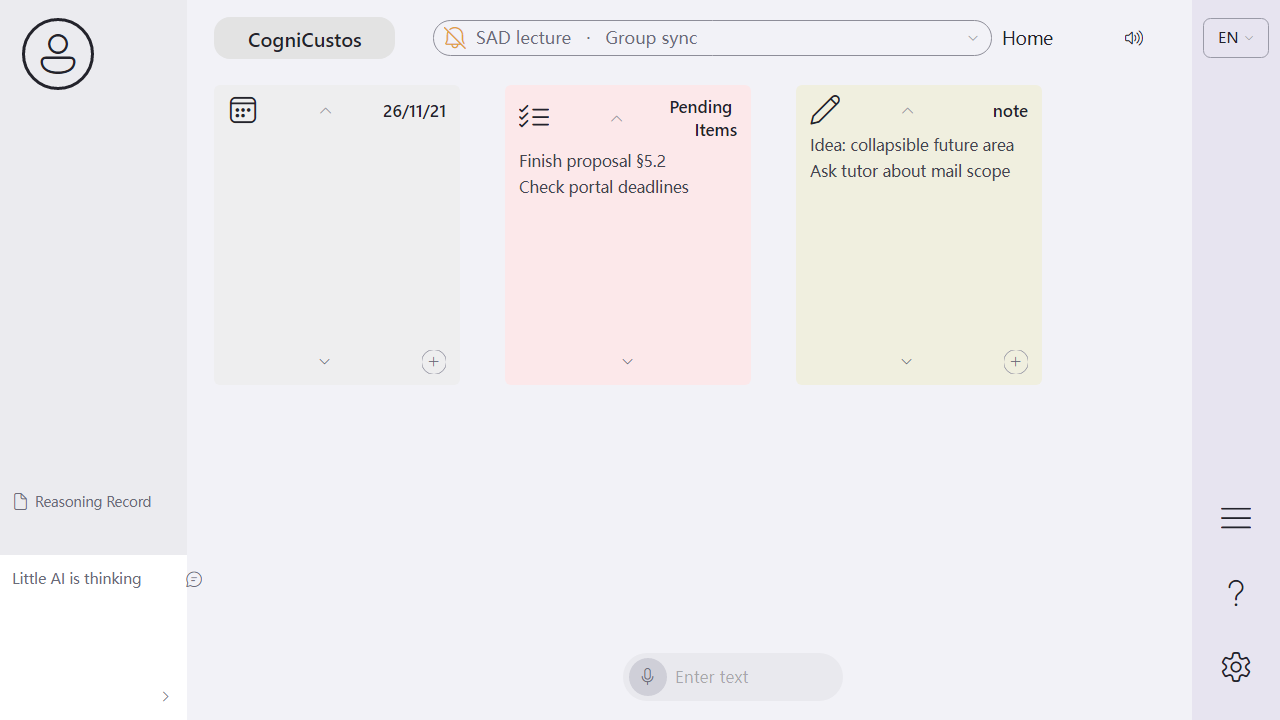 CogniCustos
SAD lecture · Group sync
Home
EN
26/11/21
Pending
Items
Finish proposal §5.2
Check portal deadlines
note
Idea: collapsible future area
Ask tutor about mail scope
Reasoning Record
Little AI is thinking
Enter text